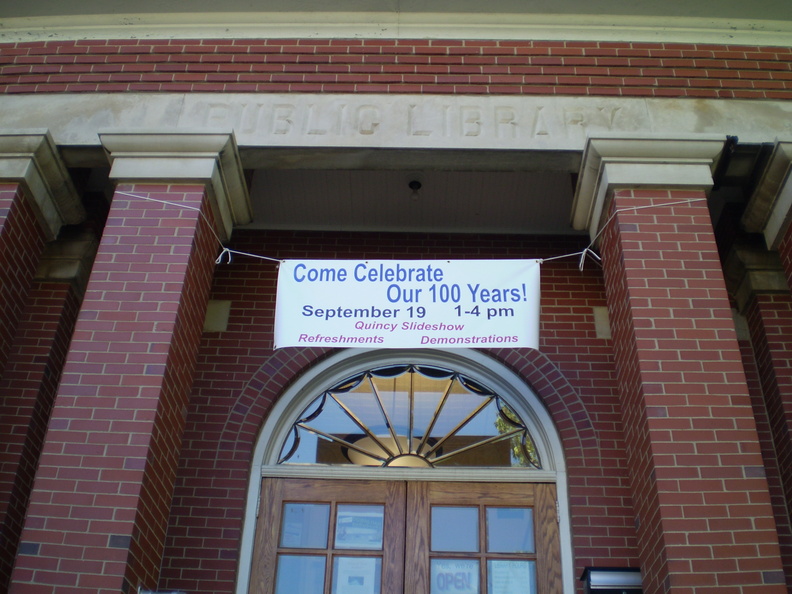 PUBLIC LIBRARY
Come Celebrate
Our 100 Years!
September 19 1-4 pm
Quincy Slideshow
Refreshments Demonstrations
OPEN